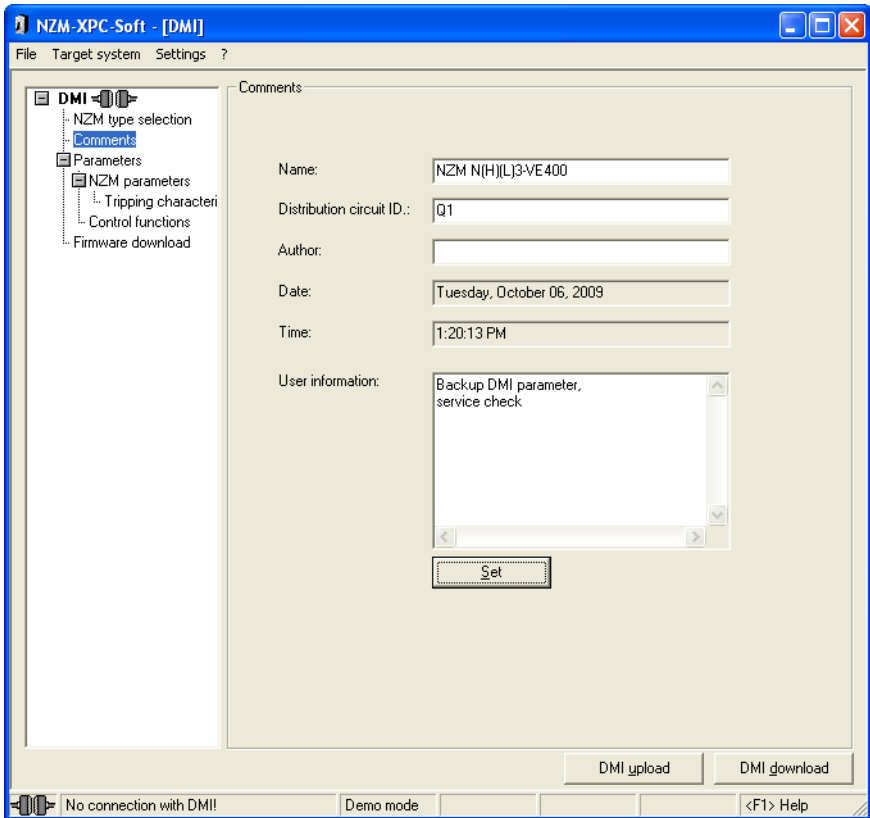 NZM-XPC-Soft - [DMI]
File Target system Settings ?
DMI
NZM type selection
Comments
Parameters
NZM parameters
Tripping characteri
Control functions
Firmware download
Comments
Name: NZM N(H)(L)3-VE400
Distribution circuit ID.: Q1
Author:
Date: Tuesday, October 06, 2009
Time: 1:20:13 PM
User information: Backup DMI parameter,
service check
Set
DMI upload DMI download
No connection with DMI! Demo mode <F1> Help